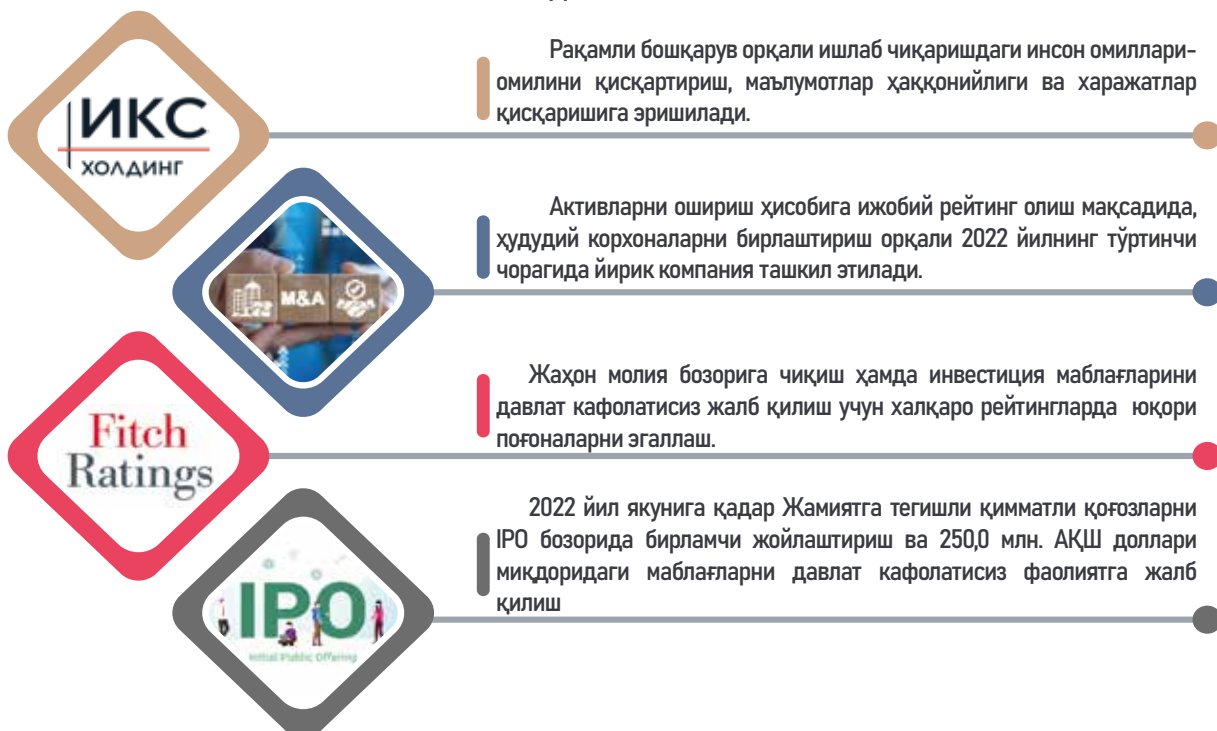 ИКС
ХОЛДИНГ
Рақамли бошқарув орқали ишлаб чиқаришдаги инсон омиллари-
омилини қисқартириш, маълумотлар ҳаққонийлиги ва харажатлар
қисқаришига эришилади.
M&A
Активларни ошириш ҳисобига ижобий рейтинг олиш мақсадида,
ҳудудий корхоналарни бирлаштириш орқали 2022 йилнинг тўртинчи
чорагида йирик компания ташкил этилади.
Fitch
Ratings
Жаҳон молия бозорига чиқиш ҳамда инвестиция маблағларини
давлат кафолатисиз жалб қилиш учун халқаро рейтингларда юқори
поғоналарни эгаллаш.
IPO
Initial Public Offering
2022 йил якунига қадар Жамиятга тегишли қимматли қоғозларни
IPO бозорида бирламчи жойлаштириш ва 250,0 млн. АҚШ доллари
миқдоридаги маблағларни давлат кафолатисиз фаолиятга жалб
қилиш